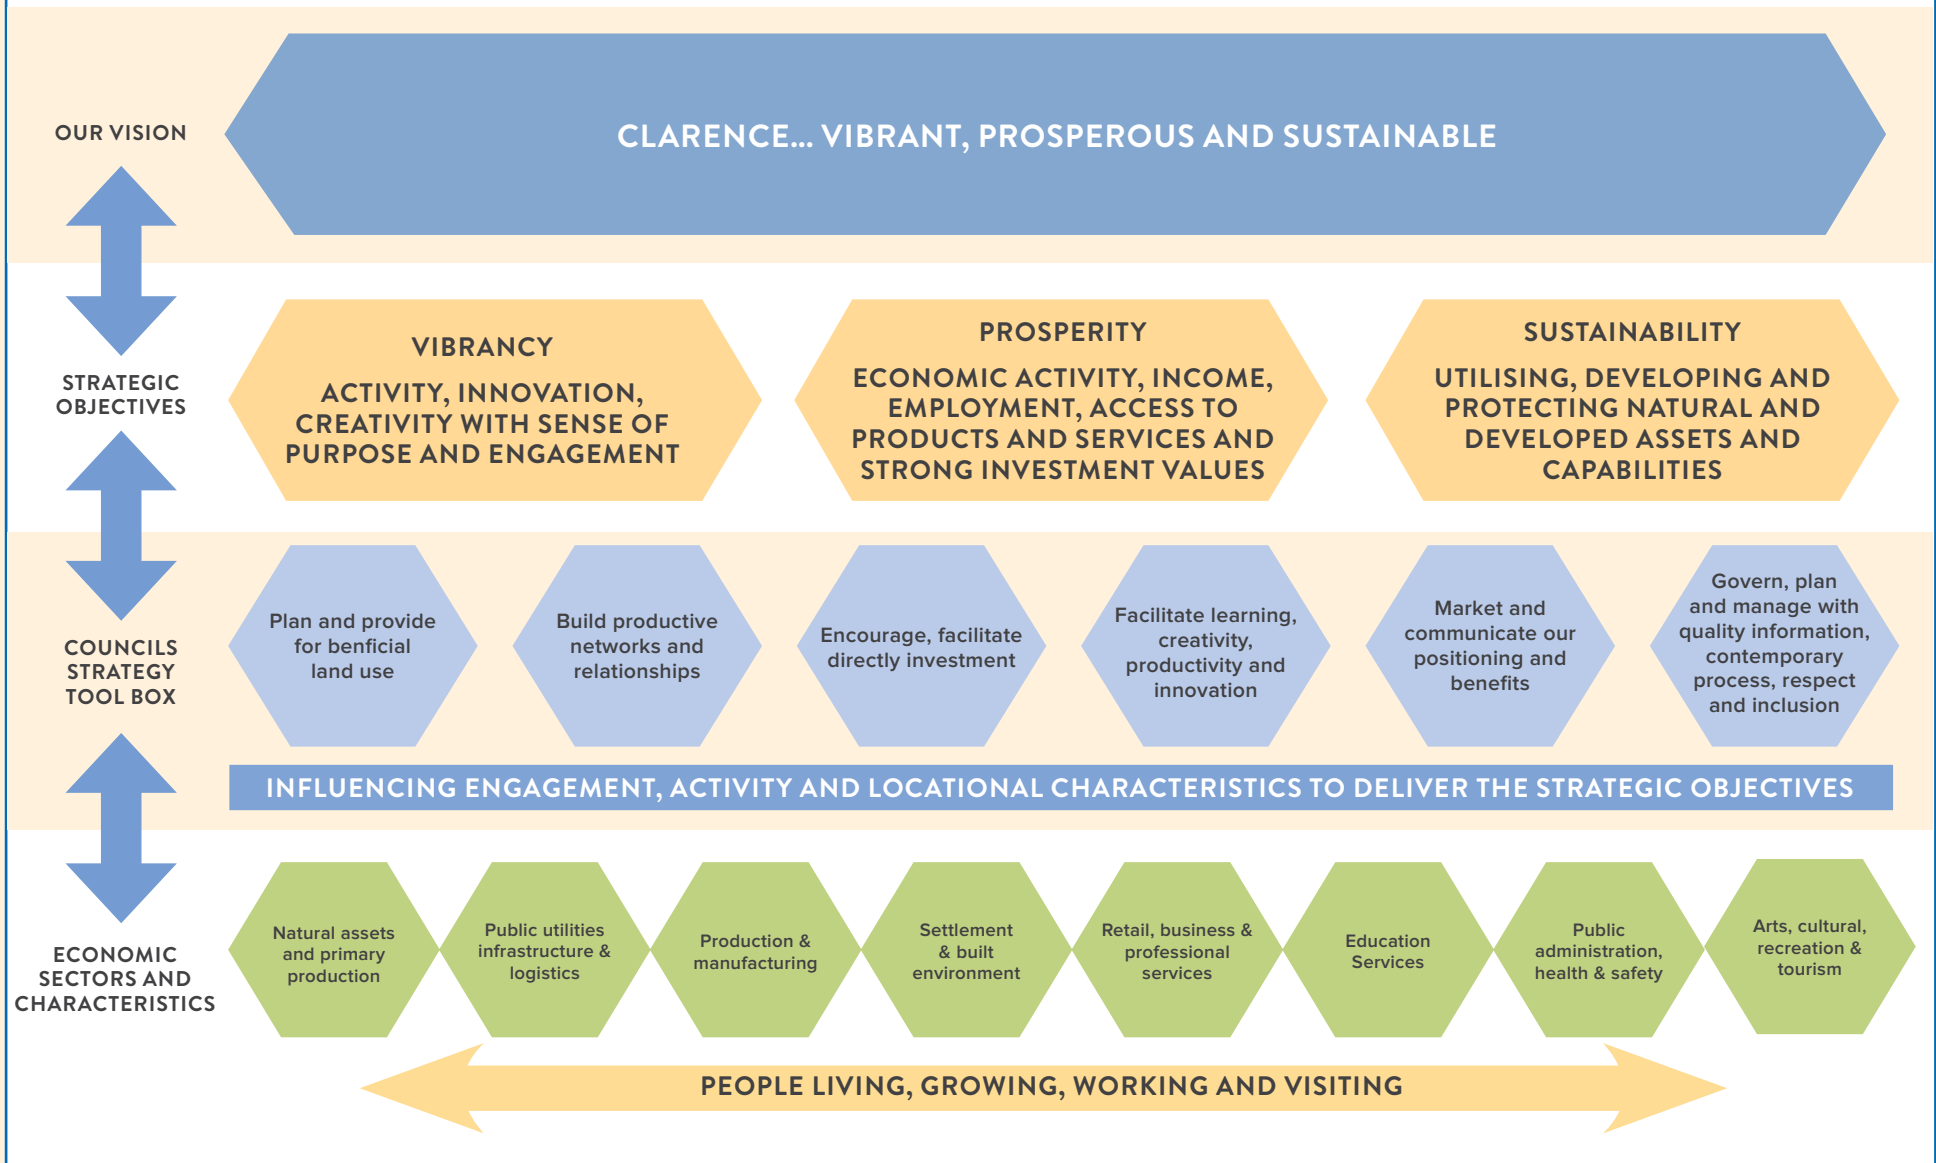 OUR VISION
CLARENCE... VIBRANT, PROSPEROUS AND SUSTAINABLE
STRATEGIC
OBJECTIVES
VIBRANCY
ACTIVITY, INNOVATION,
CREATIVITY WITH SENSE OF
PURPOSE AND ENGAGEMENT
PROSPERITY
ECONOMIC ACTIVITY, INCOME,
EMPLOYMENT, ACCESS TO
PRODUCTS AND SERVICES AND
STRONG INVESTMENT VALUES
SUSTAINABILITY
UTILISING, DEVELOPING AND
PROTECTING NATURAL AND
DEVELOPED ASSETS AND
CAPABILITIES
COUNCILS
STRATEGY
TOOL BOX
Plan and provide
for benficial
land use
Build productive
networks and
relationships
Encourage, facilitate
directly investment
Facilitate learning,
creativity,
productivity and
innovation
Market and
communicate our
positioning and
benefits
Govern, plan
and manage with
quality information,
contemporary
process, respect
and inclusion
INFLUENCING ENGAGEMENT, ACTIVITY AND LOCATIONAL CHARACTERISTICS TO DELIVER THE STRATEGIC OBJECTIVES
ECONOMIC
SECTORS AND
CHARACTERISTICS
Natural assets
and primary
production
Public utilities
infrastructure &
logistics
Production &
manufacturing
Settlement
& built
environment
Retail, business &
professional
services
Education
Services
Public
administration,
health & safety
Arts, cultural,
recreation &
tourism
PEOPLE LIVING, GROWING, WORKING AND VISITING